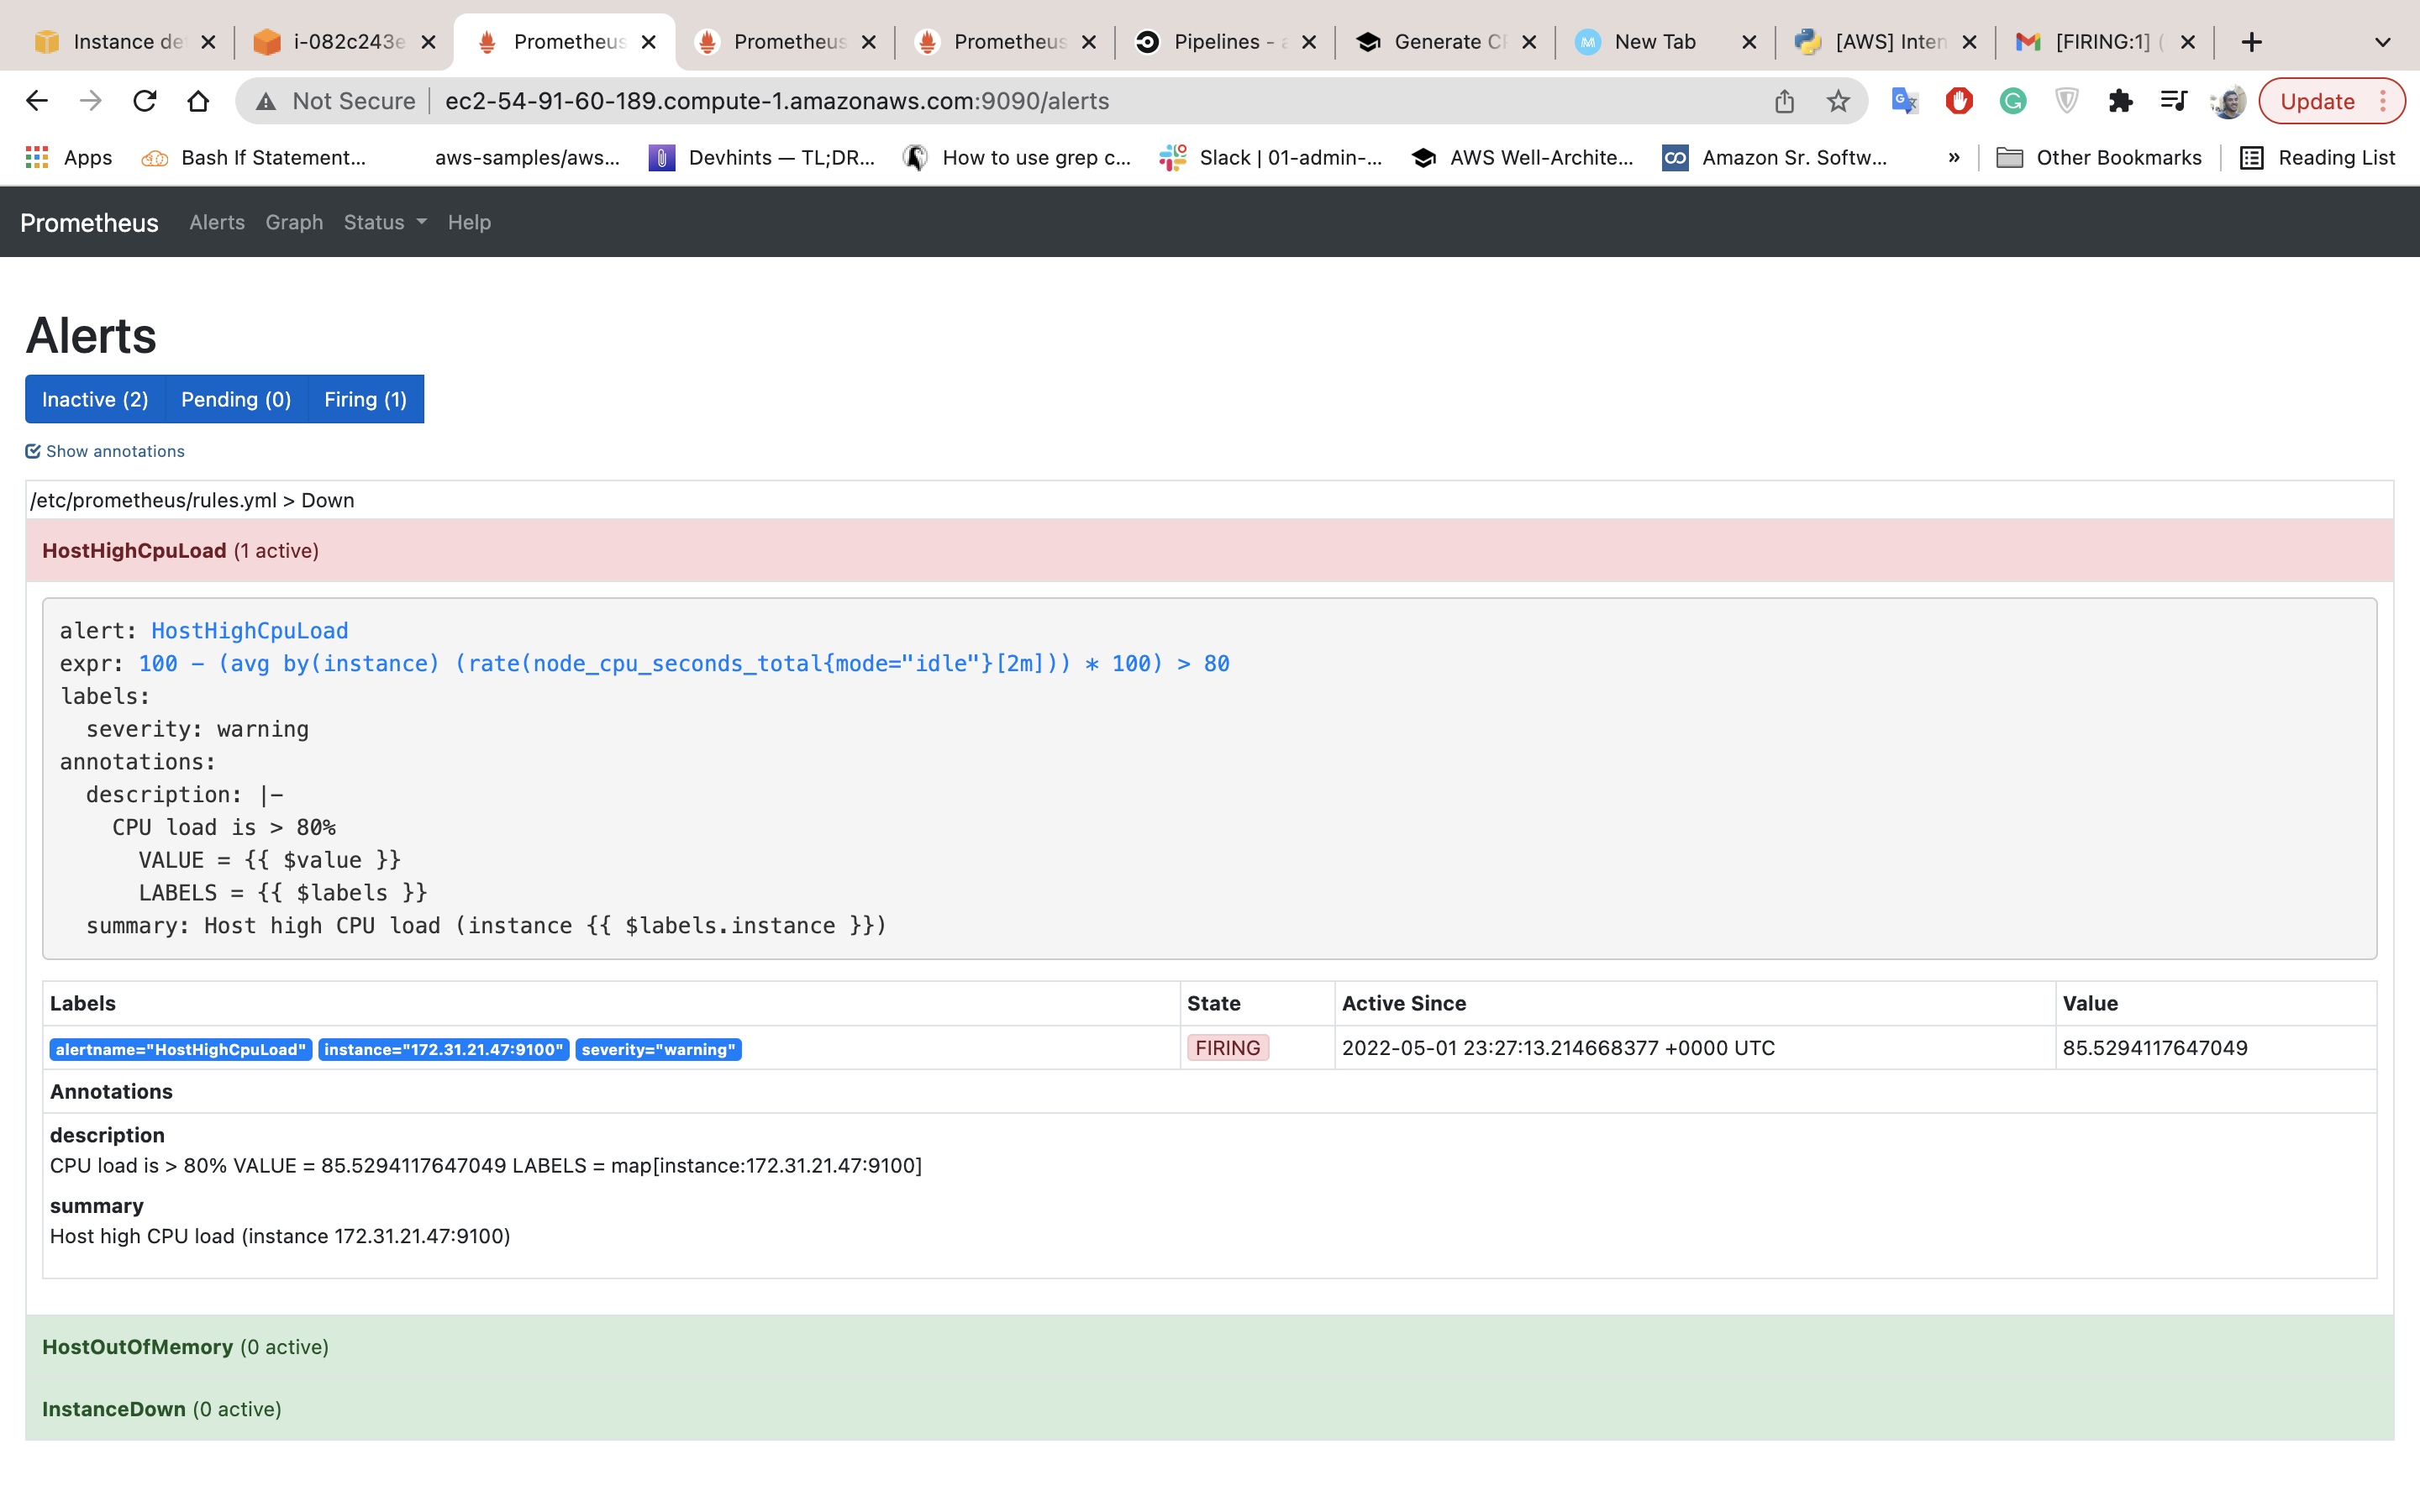 Instance de
i-082c243e
Prometheus
Prometheus
Prometheus
Pipelines -
Generate
New Tab
[AWS] Inten
[FIRING:1] (
Not Secure
ec2-54-91-60-189.compute-1.amazonaws.com:9090/alerts
Update
Apps
Bash If Statement...
aws-samples/aws...
Devhints — TL;DR...
How to use grep c...
Slack | 01-admin-...
AWS Well-Archite...
Amazon Sr. Softw...
»
Other Bookmarks
Reading List
Prometheus Alerts Graph Status Help
Alerts
Inactive (2) Pending (0) Firing (1)
Show annotations
/etc/prometheus/rules.yml > Down
HostHighCpuLoad (1 active)
alert: HostHighCpuLoad
expr: 100 - (avg by(instance) (rate(node_cpu_seconds_total{mode="idle"}[2m])) * 100) > 80
labels:
severity: warning
annotations:
description: |-
CPU load is > 80%
VALUE = {{ $value }}
LABELS = {{ $labels }}
summary: Host high CPU load (instance {{ $labels.instance }})
Labels State Active Since Value
alertname="HostHighCpuLoad" instance="172.31.21.47:9100" severity="warning" FIRING 2022-05-01 23:27:13.214668377 +0000 UTC 85.5294117647049
Annotations
description
CPU load is > 80% VALUE = 85.5294117647049 LABELS = map[instance:172.31.21.47:9100]
summary
Host high CPU load (instance 172.31.21.47:9100)
HostOutOfMemory (0 active)
InstanceDown (0 active)